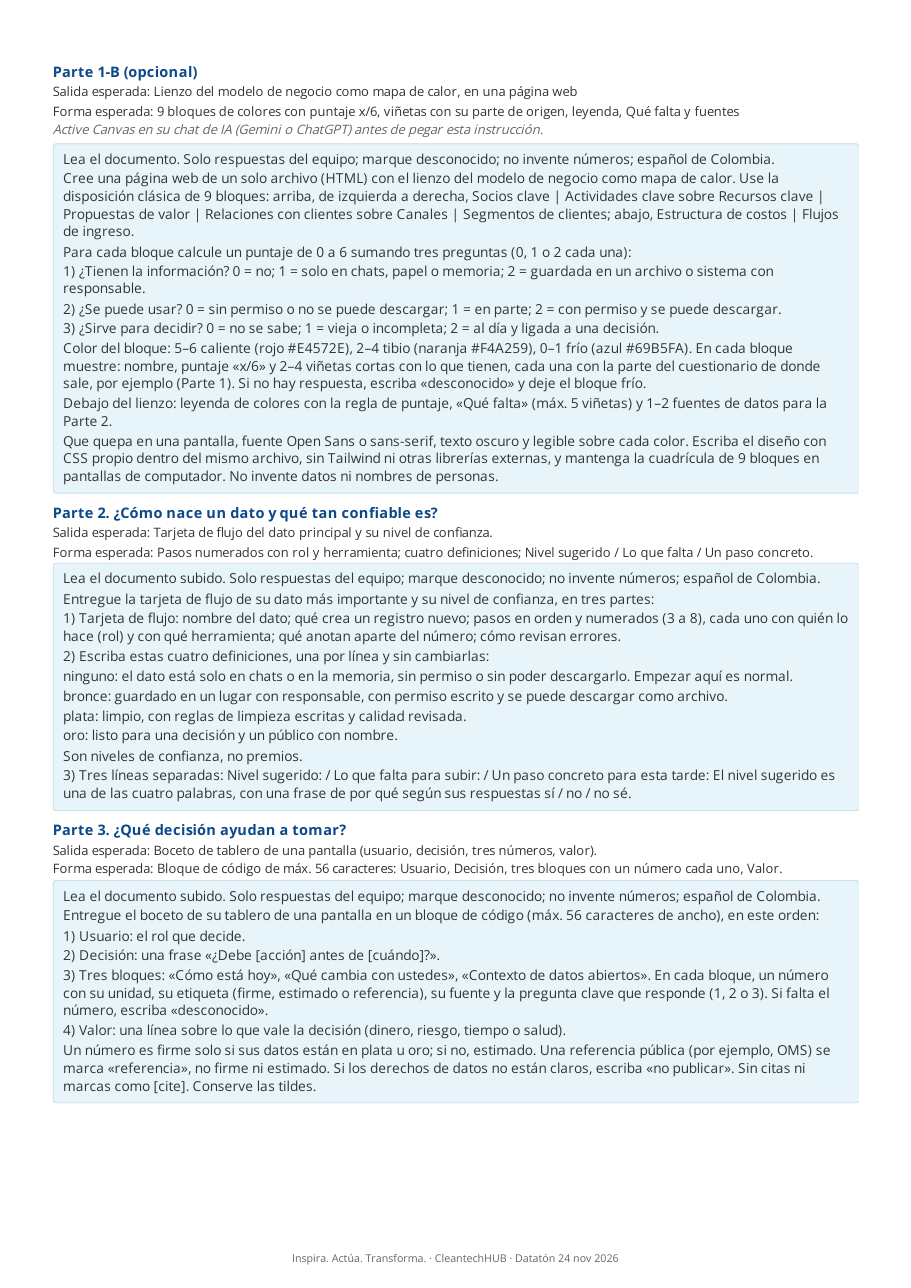 Parte 1-B (opcional)
Salida esperada: Lienzo del modelo de negocio como mapa de calor, en una página web
Forma esperada: 9 bloques de colores con puntaje x/6, viñetas con su parte de origen, leyenda, Qué falta y fuentes
Active Canvas en su chat de IA (Gemini o ChatGPT) antes de pegar esta instrucción.
Lea el documento. Solo respuestas del equipo; marque desconocido; no invente números; español de Colombia.
Cree una página web de un solo archivo (HTML) con el lienzo del modelo de negocio como mapa de calor. Use la
disposición clásica de 9 bloques: arriba, de izquierda a derecha, Socios clave | Actividades clave sobre Recursos clave |
Propuestas de valor | Relaciones con clientes sobre Canales | Segmentos de clientes; abajo, Estructura de costos | Flujos
de ingreso.
Para cada bloque calcule un puntaje de 0 a 6 sumando tres preguntas (0, 1 o 2 cada una):
1) ¿Tienen la información? 0 = no; 1 = solo en chats, papel o memoria; 2 = guardada en un archivo o sistema con
responsable.
2) ¿Se puede usar? 0 = sin permiso o no se puede descargar; 1 = en parte; 2 = con permiso y se puede descargar.
3) ¿Sirve para decidir? 0 = no se sabe; 1 = vieja o incompleta; 2 = al día y ligada a una decisión.
Color del bloque: 5–6 caliente (rojo #E4572E), 2–4 tibio (naranja #F4A259), 0–1 frío (azul #69B5FA). En cada bloque
muestre: nombre, puntaje «x/6» y 2–4 viñetas cortas con lo que tienen, cada una con la parte del cuestionario de donde
sale, por ejemplo (Parte 1). Si no hay respuesta, escriba «desconocido» y deje el bloque frío.
Debajo del lienzo: leyenda de colores con la regla de puntaje, «Qué falta» (máx. 5 viñetas) y 1–2 fuentes de datos para la
Parte 2.
Que quepa en una pantalla, fuente Open Sans o sans-serif, texto oscuro y legible sobre cada color. Escriba el diseño con
CSS propio dentro del mismo archivo, sin Tailwind ni otras librerías externas, y mantenga la cuadrícula de 9 bloques en
pantallas de computador. No invente datos ni nombres de personas.
Parte 2. ¿Cómo nace un dato y qué tan confiable es?
Salida esperada: Tarjeta de flujo del dato principal y su nivel de confianza.
Forma esperada: Pasos numerados con rol y herramienta; cuatro definiciones; Nivel sugerido / Lo que falta / Un paso concreto.
Lea el documento subido. Solo respuestas del equipo; marque desconocido; no invente números; español de Colombia.
Entregue la tarjeta de flujo de su dato más importante y su nivel de confianza, en tres partes:
1) Tarjeta de flujo: nombre del dato; qué crea un registro nuevo; pasos en orden y numerados (3 a 8), cada uno con quién lo
hace (rol) y con qué herramienta; qué anotan aparte del número; cómo revisan errores.
2) Escriba estas cuatro definiciones, una por línea y sin cambiarlas:
ninguno: el dato está solo en chats o en la memoria, sin permiso o sin poder descargarlo. Empezar aquí es normal.
bronce: guardado en un lugar con responsable, con permiso escrito y se puede descargar como archivo.
plata: limpio, con reglas de limpieza escritas y calidad revisada.
oro: listo para una decisión y un público con nombre.
Son niveles de confianza, no premios.
3) Tres líneas separadas: Nivel sugerido: / Lo que falta para subir: / Un paso concreto para esta tarde: El nivel sugerido es
una de las cuatro palabras, con una frase de por qué según sus respuestas sí / no / no sé.
Parte 3. ¿Qué decisión ayudan a tomar?
Salida esperada: Boceto de tablero de una pantalla (usuario, decisión, tres números, valor).
Forma esperada: Bloque de código de máx. 56 caracteres: Usuario, Decisión, tres bloques con un número cada uno, Valor.
Lea el documento subido. Solo respuestas del equipo; marque desconocido; no invente números; español de Colombia.
Entregue el boceto de su tablero de una pantalla en un bloque de código (máx. 56 caracteres de ancho), en este orden:
1) Usuario: el rol que decide.
2) Decisión: una frase «¿Debe [acción] antes de [cuándo]?».
3) Tres bloques: «Cómo está hoy», «Qué cambia con ustedes», «Contexto de datos abiertos». En cada bloque, un número
con su unidad, su etiqueta (firme, estimado o referencia), su fuente y la pregunta clave que responde (1, 2 o 3). Si falta el
número, escriba «desconocido».
4) Valor: una línea sobre lo que vale la decisión (dinero, riesgo, tiempo o salud).
Un número es firme solo si sus datos están en plata u oro; si no, estimado. Una referencia pública (por ejemplo, OMS) se
marca «referencia», no firme ni estimado. Si los derechos de datos no están claros, escriba «no publicar». Sin citas ni
marcas como [cite]. Conserve las tildes.
Inspira. Actúa. Transforma. · CleantechHUB · Datatón 24 nov 2026